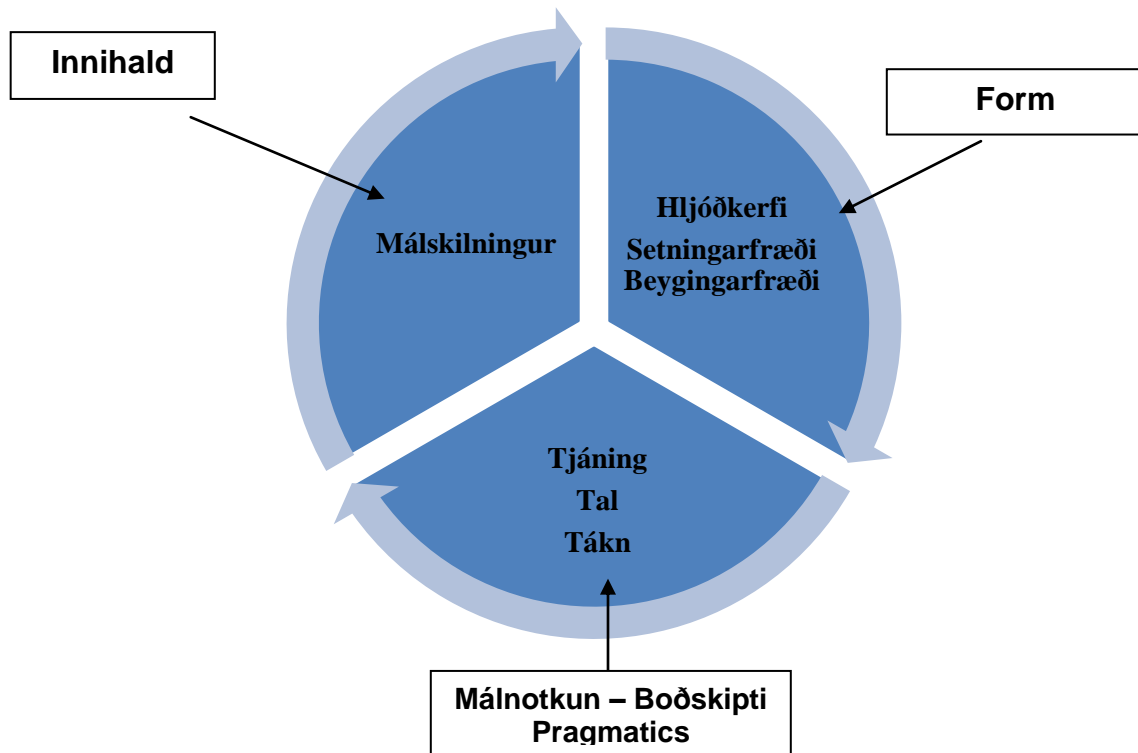 Innihald
Form
Málskilningur
Hljóðkerfi
Setningarfræði
Beygingarfræði
Tjáning
Tal
Tákn
Málnotkun – Boðskipti
Pragmatics